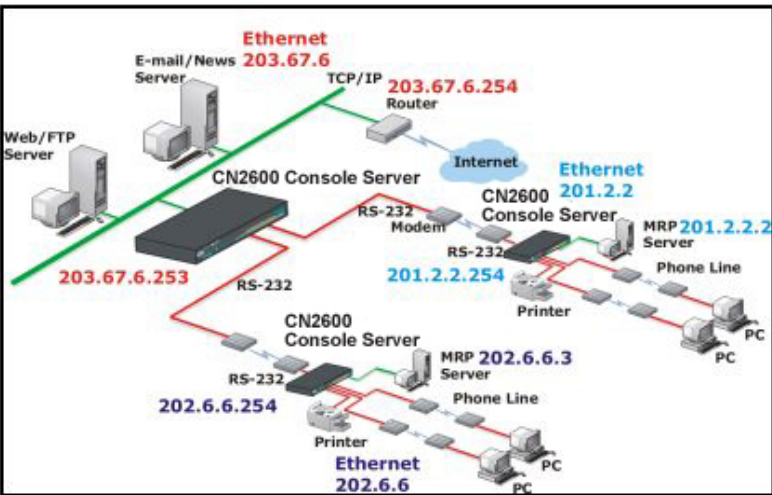 Ethernet
203.67.6
E-mail/News
Server
TCP/IP
203.67.6.254
Router
Web/FTP
Server
Internet
Ethernet
201.2.2
CN2600 Console Server
CN2600
Console Server
RS-232
Modem
MRP 201.2.2.2
Server
RS-232
203.67.6.253
201.2.2.254
Phone Line
RS-232
Printer
PC
PC
CN2600
Console Server
MRP 202.6.6.3
Server
RS-232
202.6.6.254
Phone Line
Printer
PC
Ethernet
202.6.6
PC